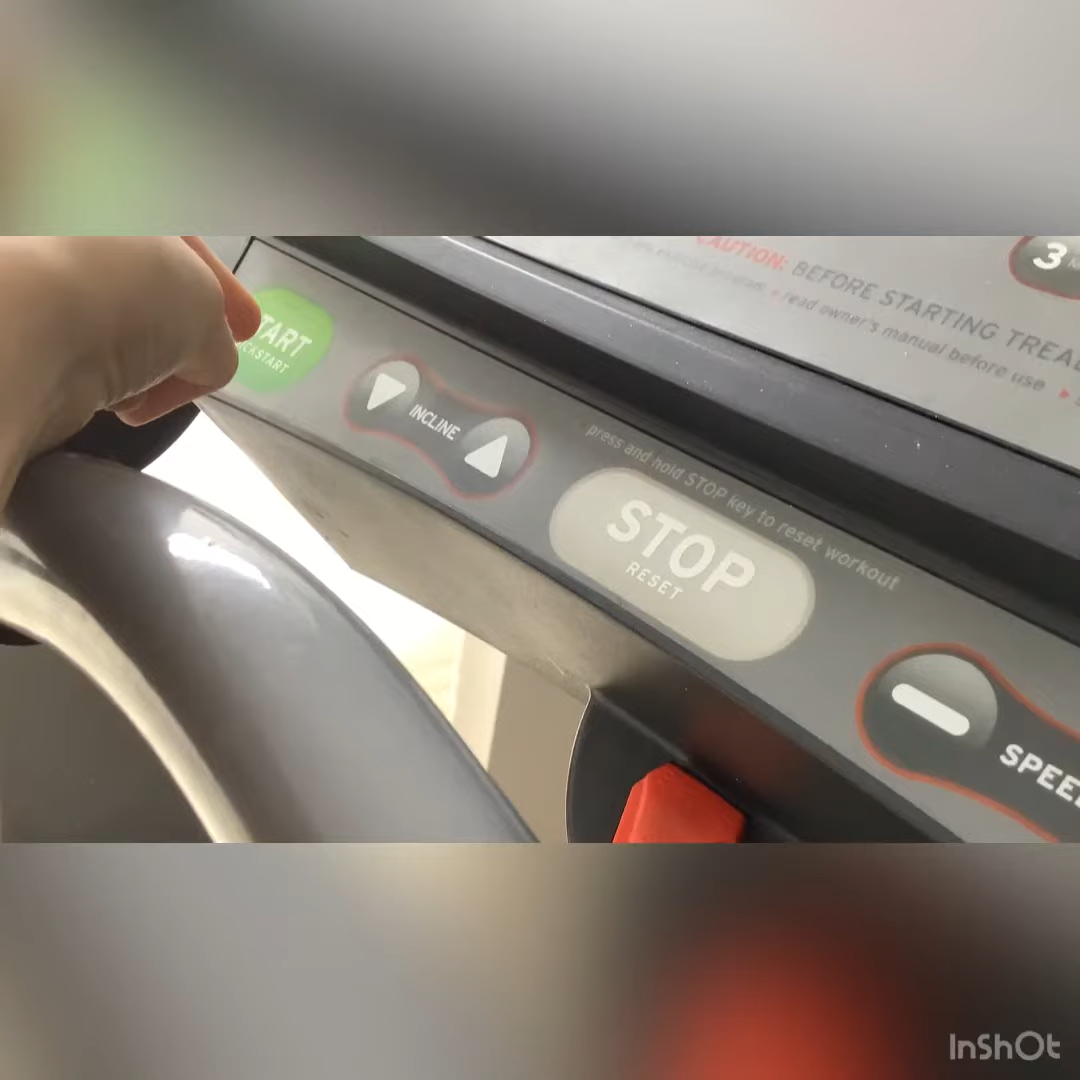 CAUTION: BEFORE STARTING
read owner's manual before use
3
START
INCLINE
press and hold STOP key to reset workout
STOP
RESET
SPEE
InShOt